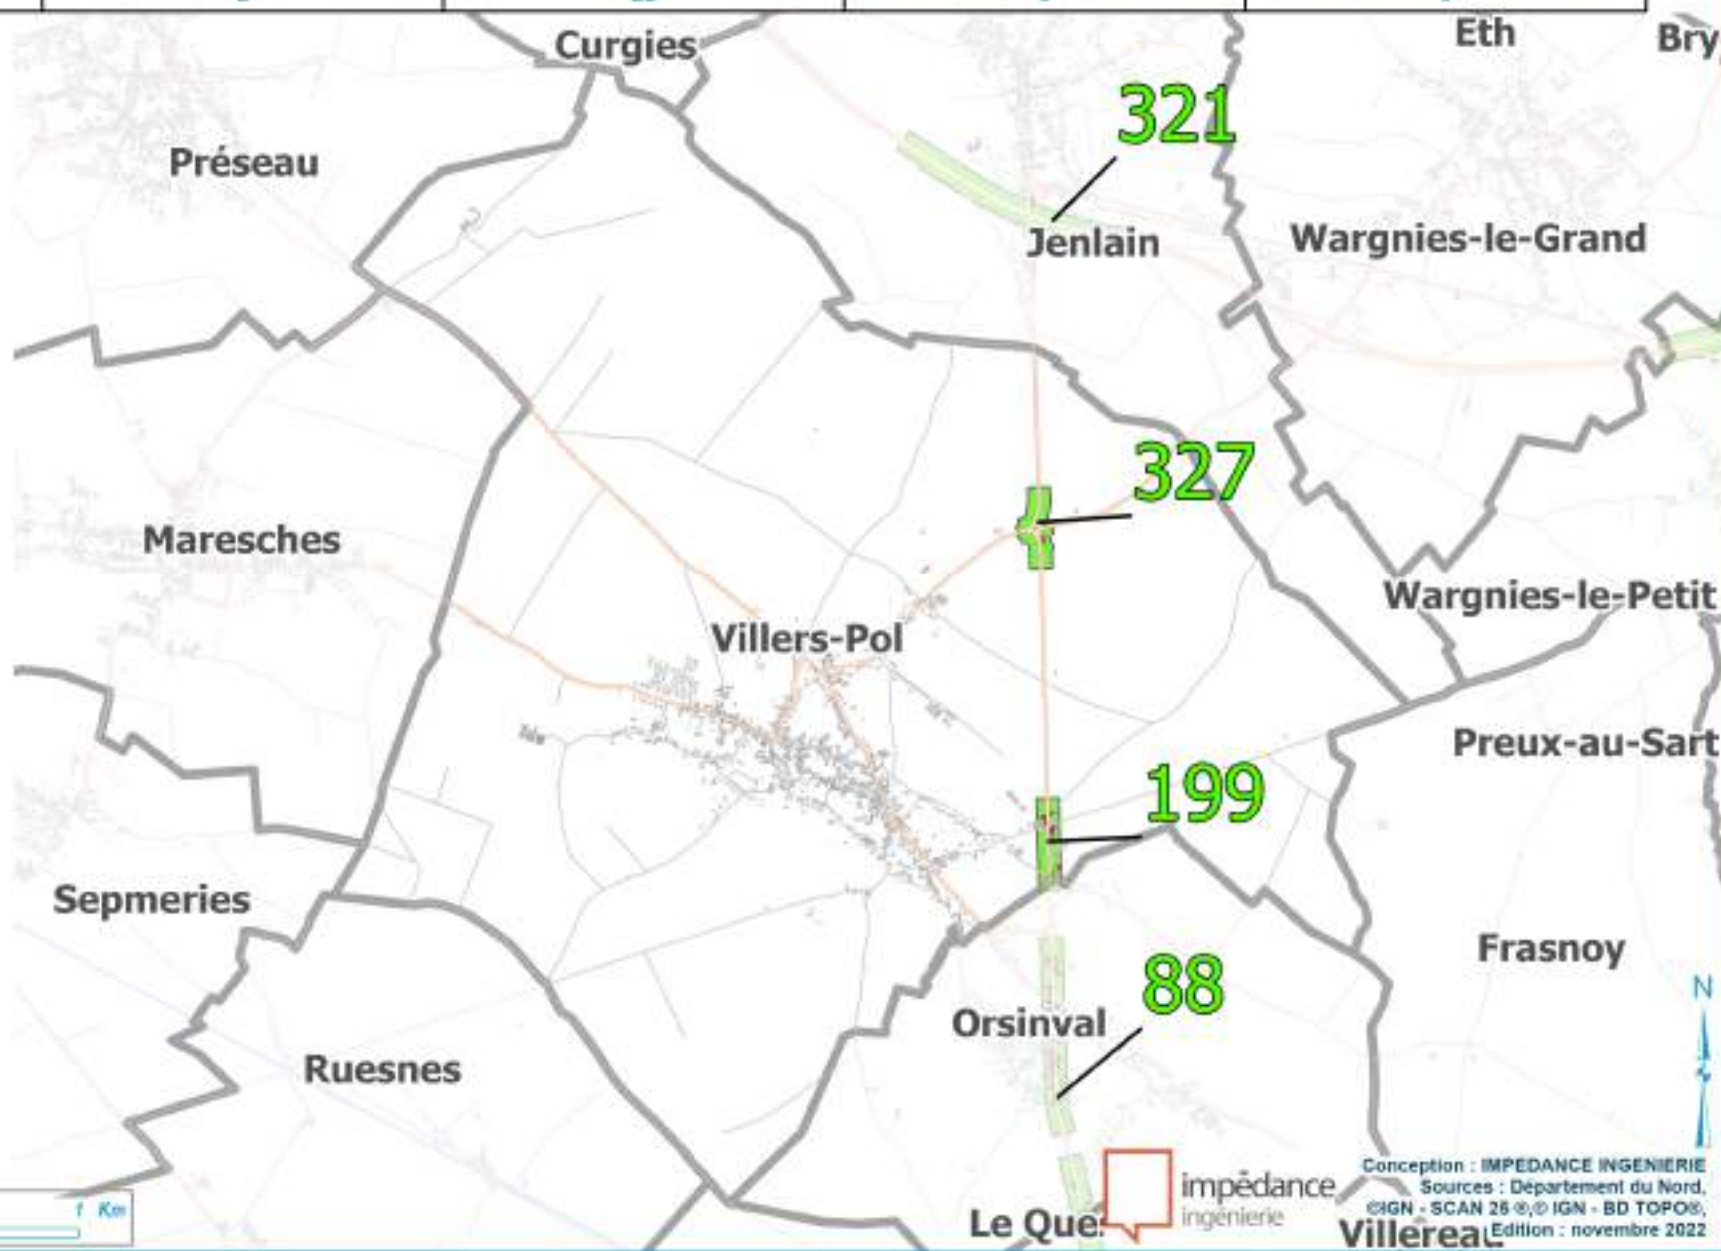 Curgies
Eth
Bry
321
Préseau
Jenlain
Wargnies-le-Grand
327
Maresches
Wargnies-le-Petit
Villers-Pol
Preux-au-Sart
199
Sepmeries
Frasnoy
88
N
Orsinval
Ruesnes
1 Km
impédance
ingénierie
Conception : IMPEDANCE INGENIERIE
Sources : Département du Nord,
©IGN - SCAN 25 ®,© IGN - BD TOPO®,
Edition : novembre 2022
Le Que
Villereau